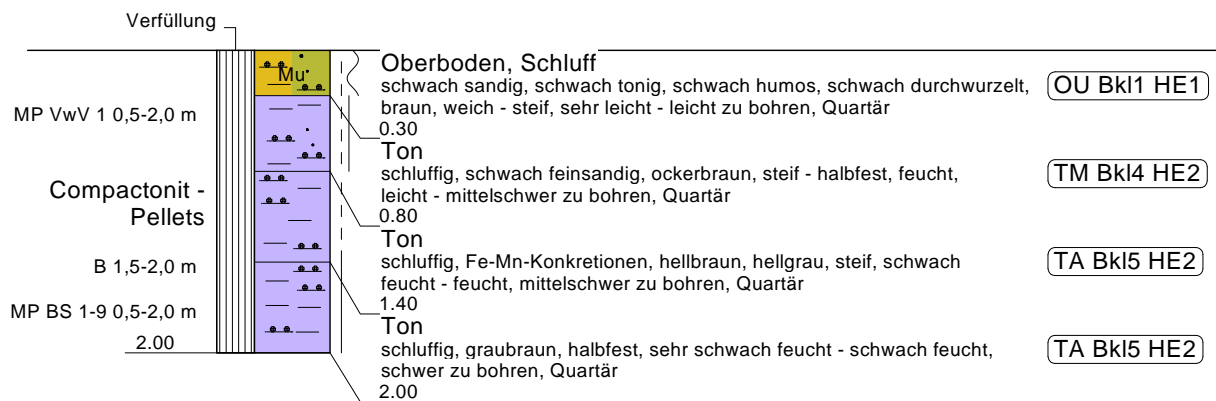 Verfüllung
Mu
MP VwV 1 0,5-2,0 m
Compactonit -
Pellets
B 1,5-2,0 m
MP BS 1-9 0,5-2,0 m
2.00
Oberboden, Schluff
schwach sandig, schwach tonig, schwach humos, schwach durchwurzelt,
braun, weich - steif, sehr leicht - leicht zu bohren, Quartär
0.30
OU Bkl1 HE1
Ton
schluffig, schwach feinsandig, ockerbraun, steif - halbfest, feucht,
leicht - mittelschwer zu bohren, Quartär
0.80
TM Bkl4 HE2
Ton
schluffig, Fe-Mn-Konkretionen, hellbraun, hellgrau, steif, schwach
feucht - feucht, mittelschwer zu bohren, Quartär
1.40
TA Bkl5 HE2
Ton
schluffig, graubraun, halbfest, sehr schwach feucht - schwach feucht,
schwer zu bohren, Quartär
2.00
TA Bkl5 HE2